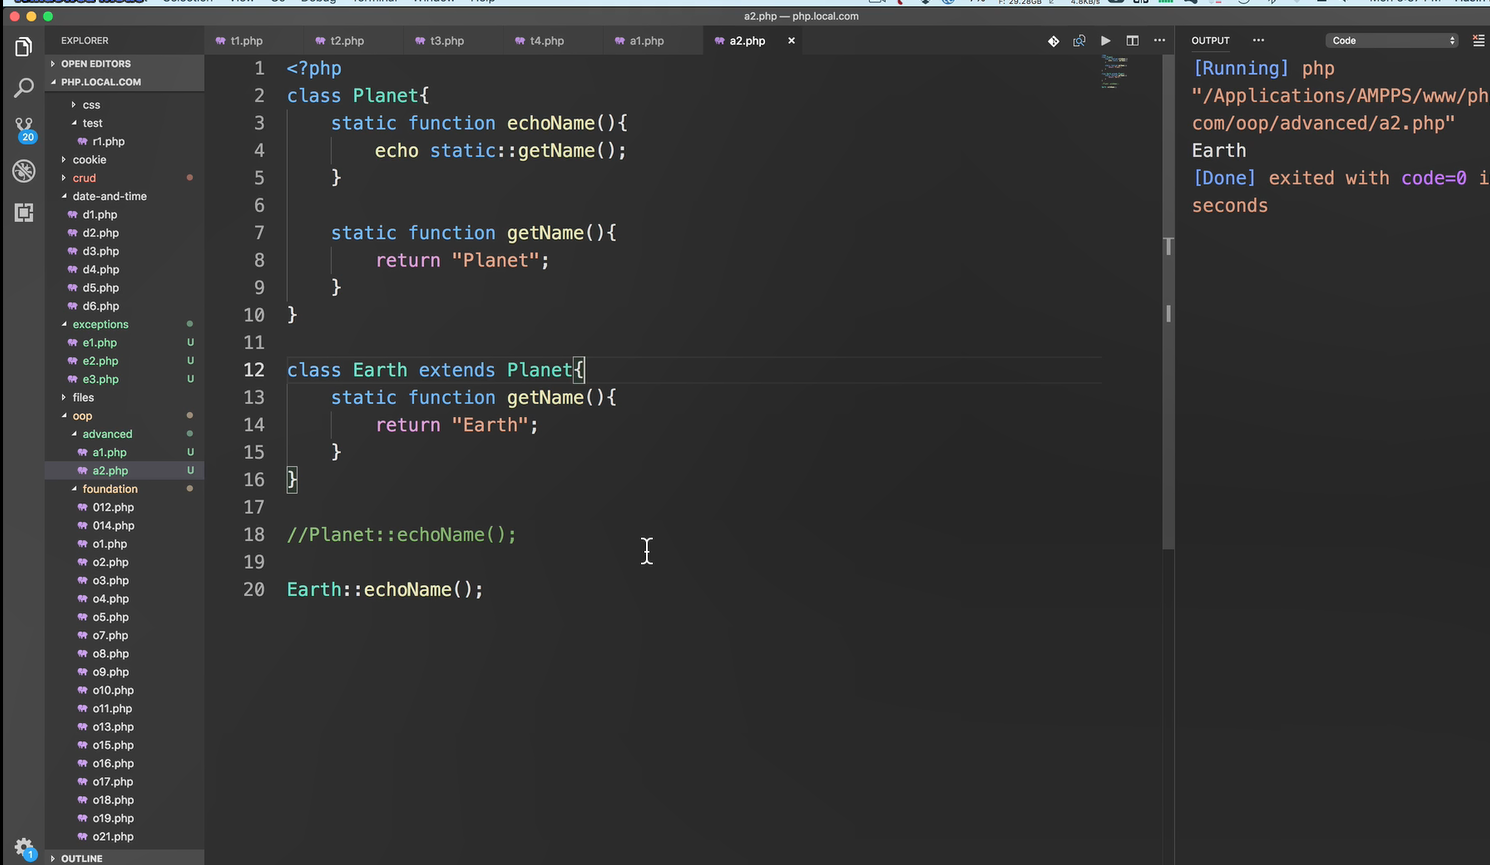 a2.php — php.local.com
EXPLORER
OPEN EDITORS
PHP.LOCAL.COM
css
test
r1.php
cookie
crud
date-and-time
d1.php
d2.php
d3.php
d4.php
d5.php
d6.php
exceptions
e1.php U
e2.php U
e3.php U
files
oop
advanced
a1.php U
a2.php U
foundation
012.php
014.php
o1.php
o2.php
o3.php
o4.php
o5.php
o7.php
o8.php
o9.php
o10.php
o11.php
o13.php
o15.php
o16.php
o17.php
o18.php
o19.php
o21.php
OUTLINE
20
1
t1.php t2.php t3.php t4.php a1.php a2.php
1 <?php
2 class Planet{
3 static function echoName(){
4 echo static::getName();
5 }
6
7 static function getName(){
8 return "Planet";
9 }
10 }
11
12 class Earth extends Planet{
13 static function getName(){
14 return "Earth";
15 }
16 }
17
18 //Planet::echoName();
19
20 Earth::echoName();
OUTPUT ··· Code
[Running] php
"/Applications/AMPPS/www/ph
com/oop/advanced/a2.php"
Earth
[Done] exited with code=0 i
seconds